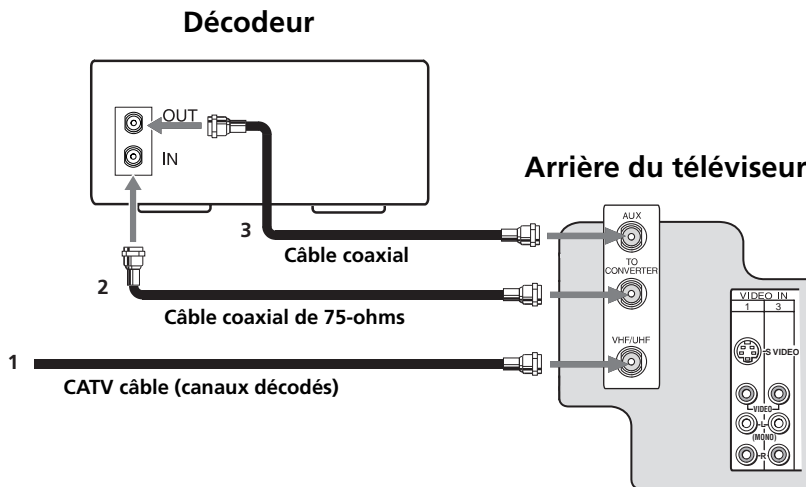 Décodeur
OUT
IN
Arrière du téléviseur
AUX
3
Câble coaxial
TO
CONVERTER
2
Câble coaxial de 75-ohms
VIDEO IN
1 3
VHF/UHF
S VIDEO
1
CATV câble (canaux décodés)
VIDEO
L
(MONO)
R